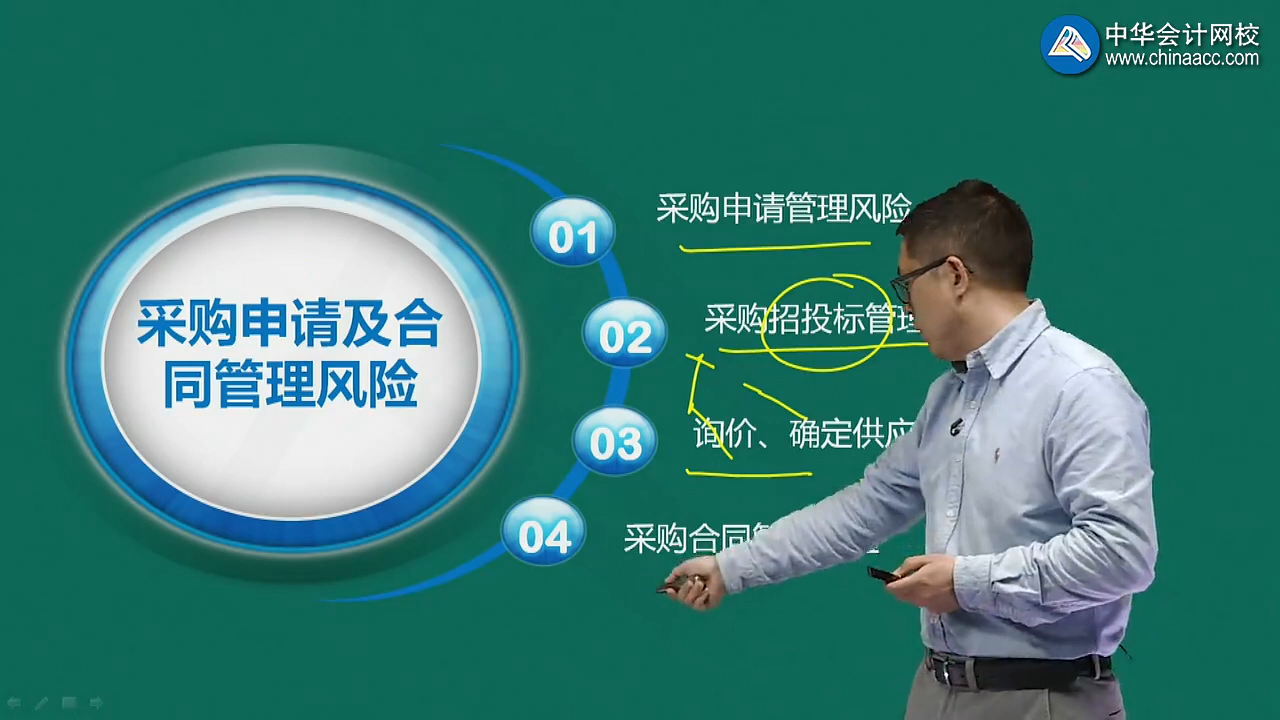 中华会计网校
www.chinaacc.com
采购申请及合
同管理风险
01
采购申请管理风险
02
采购招投标管理
03
询价、确定供应
04
采购合同管